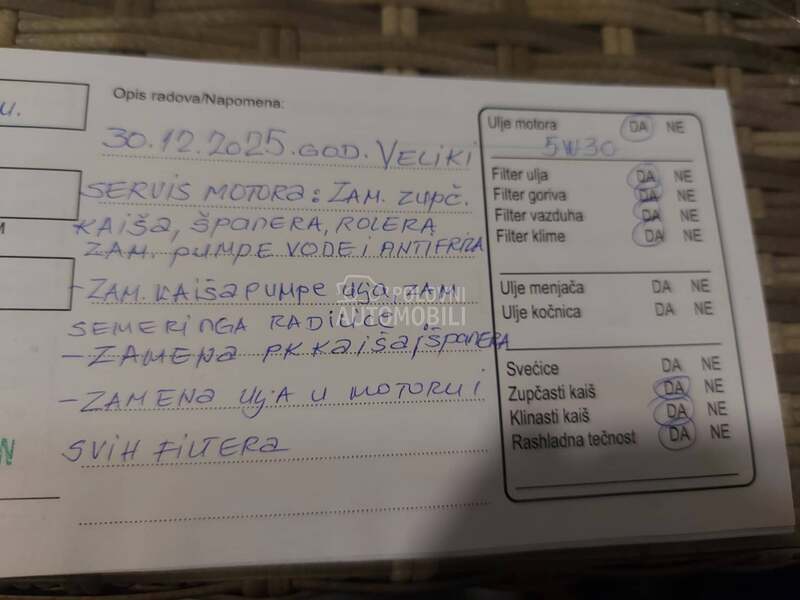 u.
Opis radova/Napomena:
30.12.2025.GOD. VELIKI
SERVIS MOTORA: ZAM. ZUPČ.
KAIŠA, ŠPANERA, ROLERA
ZAM. PUMPE VODE I ANTIFRIZA
- ZAM. KAIŠA PUMPE ULJA, ZAM
SEMERINGA RADILICE.
- ZAMENA PK KAIŠA, ŠPANERA
- ZAMENA ULJA U MOTORU I
SVIH FILTERA
Ulje motora DA NE
5W30
Filter ulja DA NE
Filter goriva DA NE
Filter vazduha DA NE
Filter klime DA NE
Ulje menjača DA NE
Ulje kočnica DA NE
Svećice DA NE
Zupčasti kaiš DA NE
Klinasti kaiš DA NE
Rashladna tečnost DA NE
POLOVNI
AUTOMOBILI
M
N